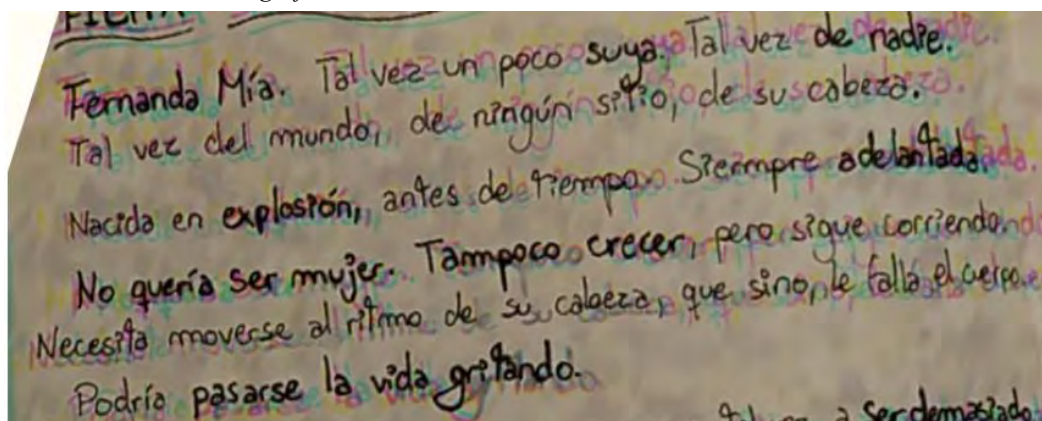 Fernanda Mía. Tal vez un poco suya. Tal vez de nadie.
Tal vez del mundo, de ningún sitio, de su cabeza.
Nacida en explosión, antes de tiempo. Siempre adelantada.
No quería ser mujer. Tampoco crecer, pero sigue corriendo.
Necesita moverse al ritmo de su cabeza, que sino, le falla el cuerpo.
Podría pasarse la vida gritando.
a ser demasiado